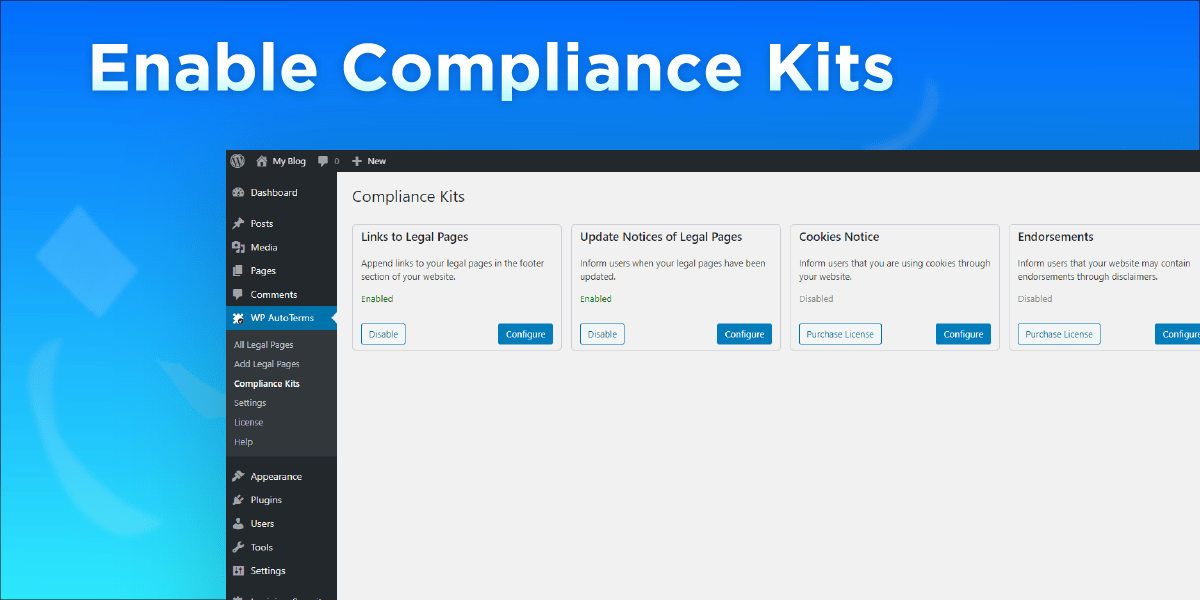 Enable Compliance Kits
My Blog 0 New
Dashboard
Posts
Media
Pages
Comments
WP AutoTerms
All Legal Pages
Add Legal Pages
Compliance Kits
Settings
License
Help
Appearance
Plugins
Users
Tools
Settings
Compliance Kits
Links to Legal Pages
Append links to your legal pages in the footer
section of your website.
Enabled
Disable Configure
Update Notices of Legal Pages
Inform users when your legal pages have been
updated.
Enabled
Disable Configure
Cookies Notice
Inform users that you are using cookies through
your website.
Disabled
Purchase License Configure
Endorsements
Inform users that your website may contain
endorsements through disclaimers.
Disabled
Purchase License Configure